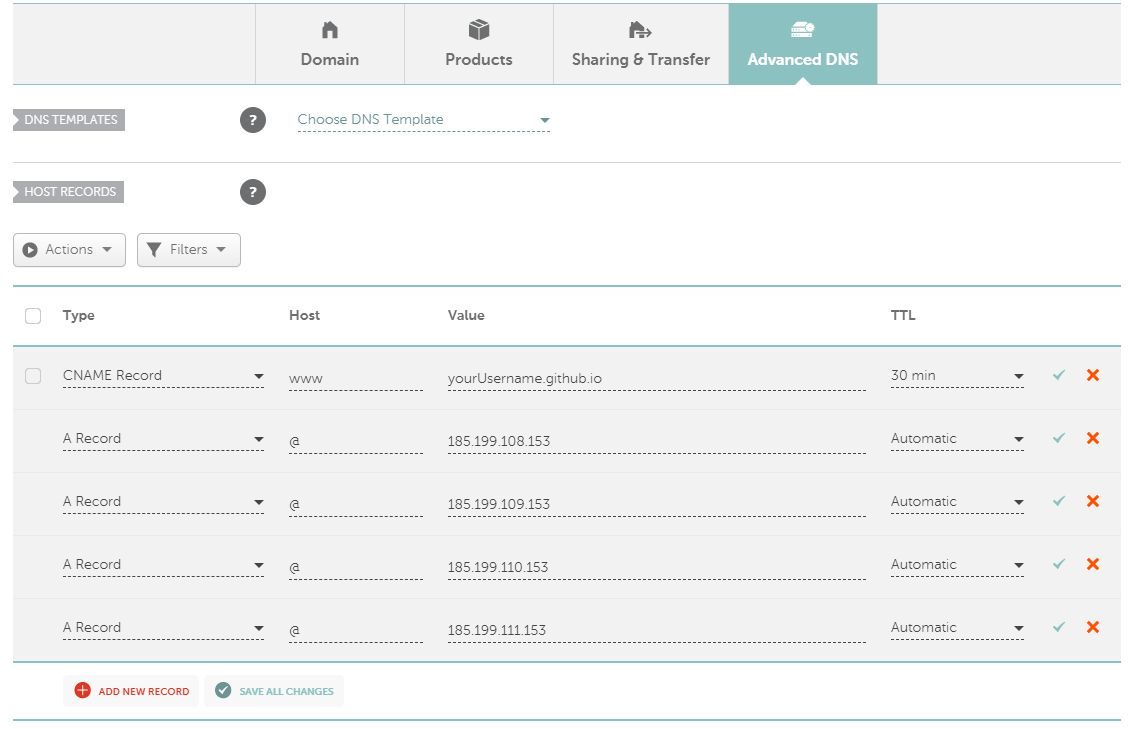 Domain Products Sharing & Transfer Advanced DNS
DNS TEMPLATES ? Choose DNS Template
HOST RECORDS ?
Actions Filters
Type Host Value TTL
CNAME Record www yourUsername.github.io 30 min
A Record @ 185.199.108.153 Automatic
A Record @ 185.199.109.153 Automatic
A Record @ 185.199.110.153 Automatic
A Record @ 185.199.111.153 Automatic
ADD NEW RECORD SAVE ALL CHANGES